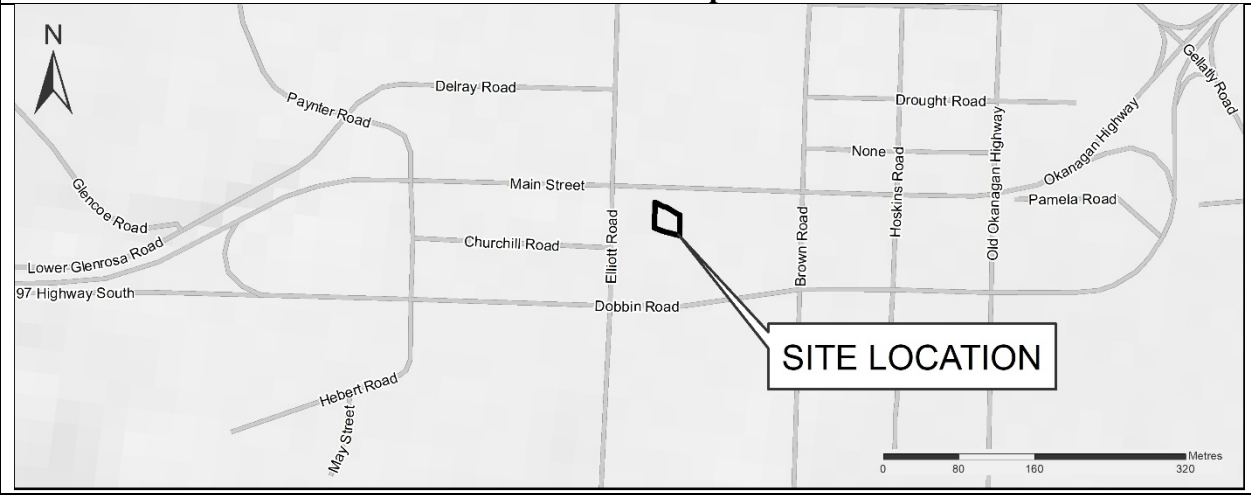 N
Delray Road
Paynter Road
Gellatly Road
Drought Road
Okanagan Highway
None
Hoskins Road
Old Okanagan Highway
Main Street
Pamela Road
Glencoe Road
Elliott Road
Brown Road
Churchill Road
Lower Glenrosa Road
97 Highway South
Dobbin Road
SITE LOCATION
Hebert Road
May Street
Metres
0 80 160 320